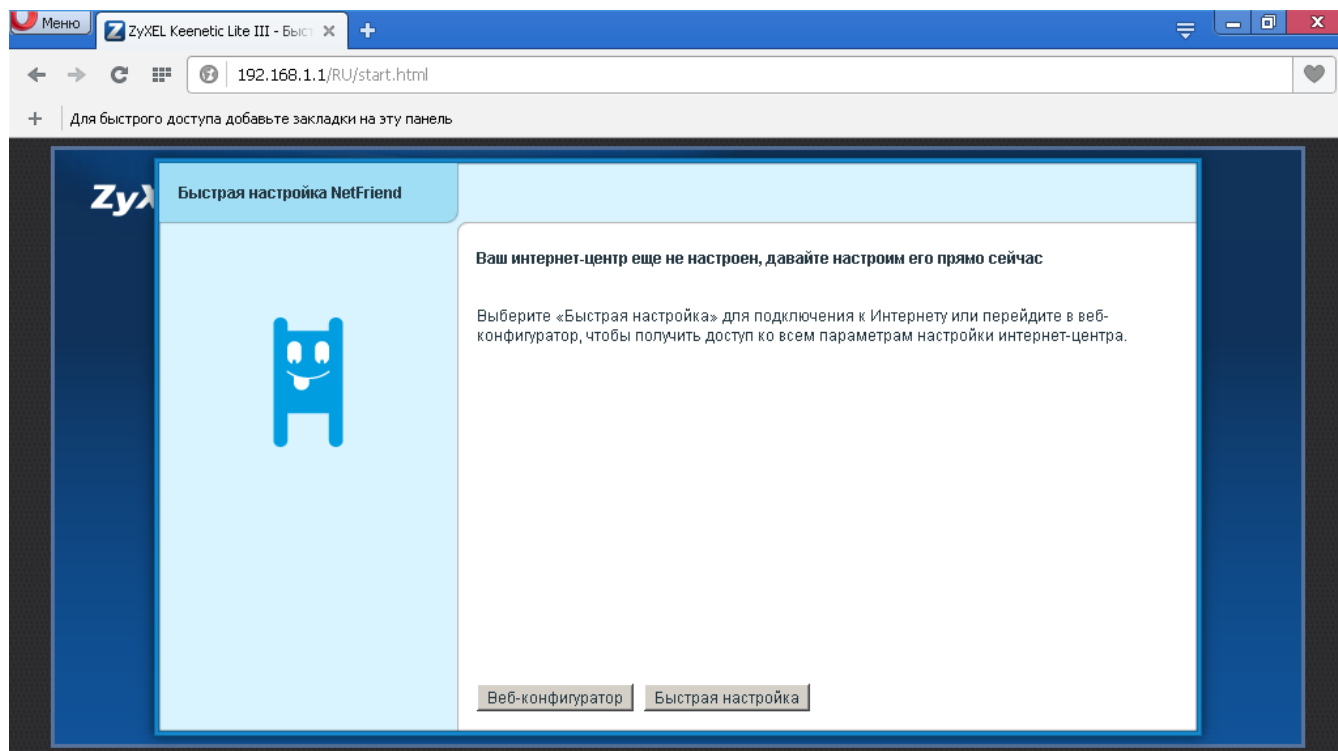 Меню
ZyXEL Keenetic Lite III - Быст
192.168.1.1/RU/start.html
Для быстрого доступа добавьте закладки на эту панель
ZyX
Быстрая настройка NetFriend
Ваш интернет-центр еще не настроен, давайте настроим его прямо сейчас
Выберите «Быстрая настройка» для подключения к Интернету или перейдите в веб-
конфигуратор, чтобы получить доступ ко всем параметрам настройки интернет-центра.
Веб-конфигуратор
Быстрая настройка